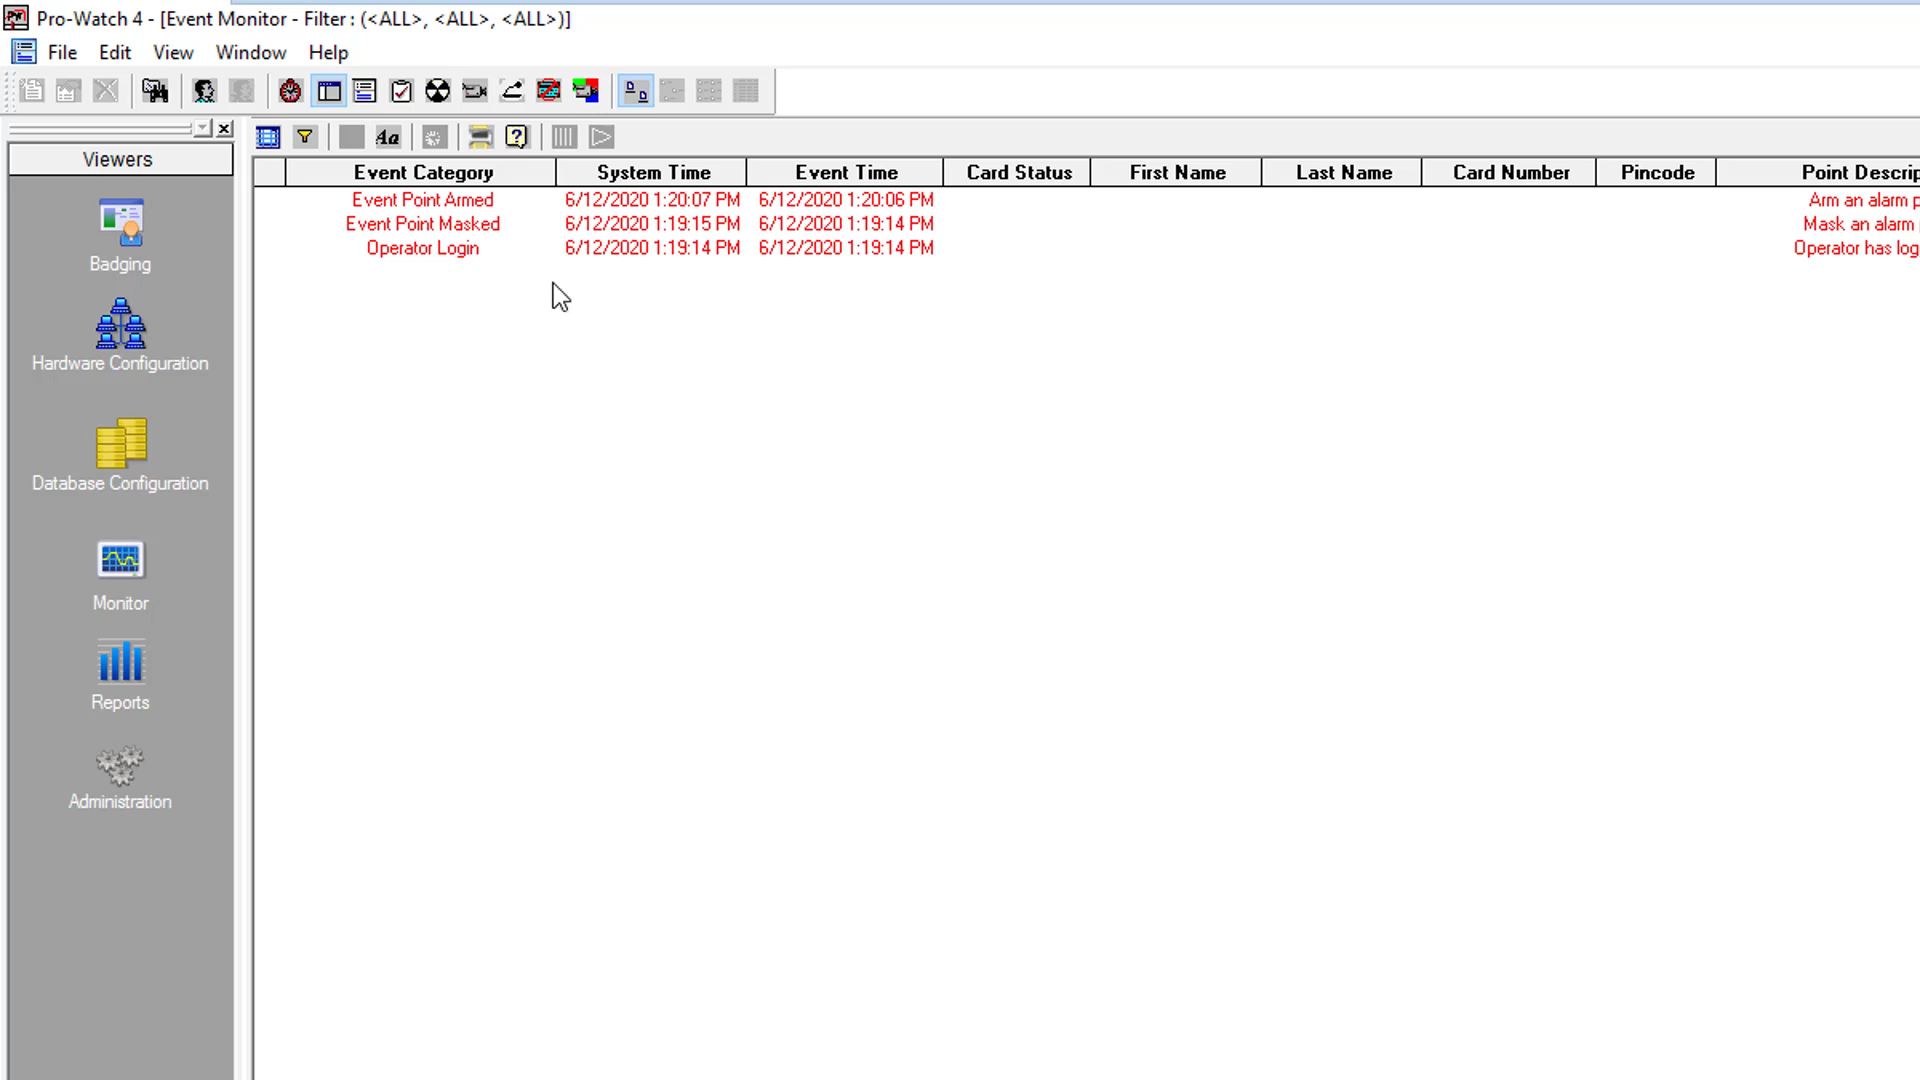 Pro-Watch 4 - [Event Monitor - Filter : (<ALL>, <ALL>, <ALL>)]
File Edit View Window Help
Aa
Viewers
Badging
Hardware Configuration
Database Configuration
Monitor
Reports
Administration
Event Category System Time Event Time Card Status First Name Last Name Card Number Pincode Point Descrip
Event Point Armed 6/12/2020 1:20:07 PM 6/12/2020 1:20:06 PM Arm an alarm p
Event Point Masked 6/12/2020 1:19:15 PM 6/12/2020 1:19:14 PM Mask an alarm
Operator Login 6/12/2020 1:19:14 PM 6/12/2020 1:19:14 PM Operator has log